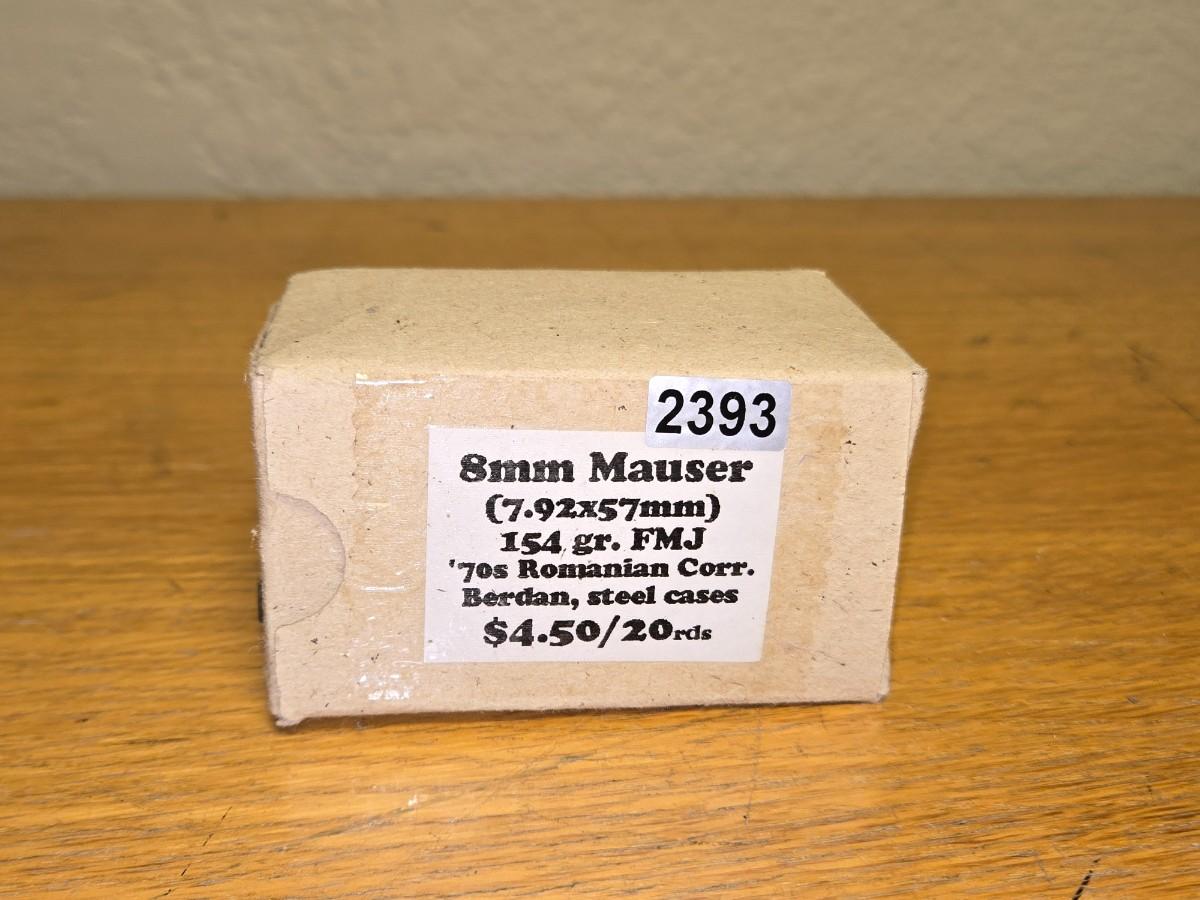 2393
8mm Mauser
(7.92x57mm)
154 gr. FMJ
'70s Romanian Corr.
Berdan, steel cases
$4.50/20rds